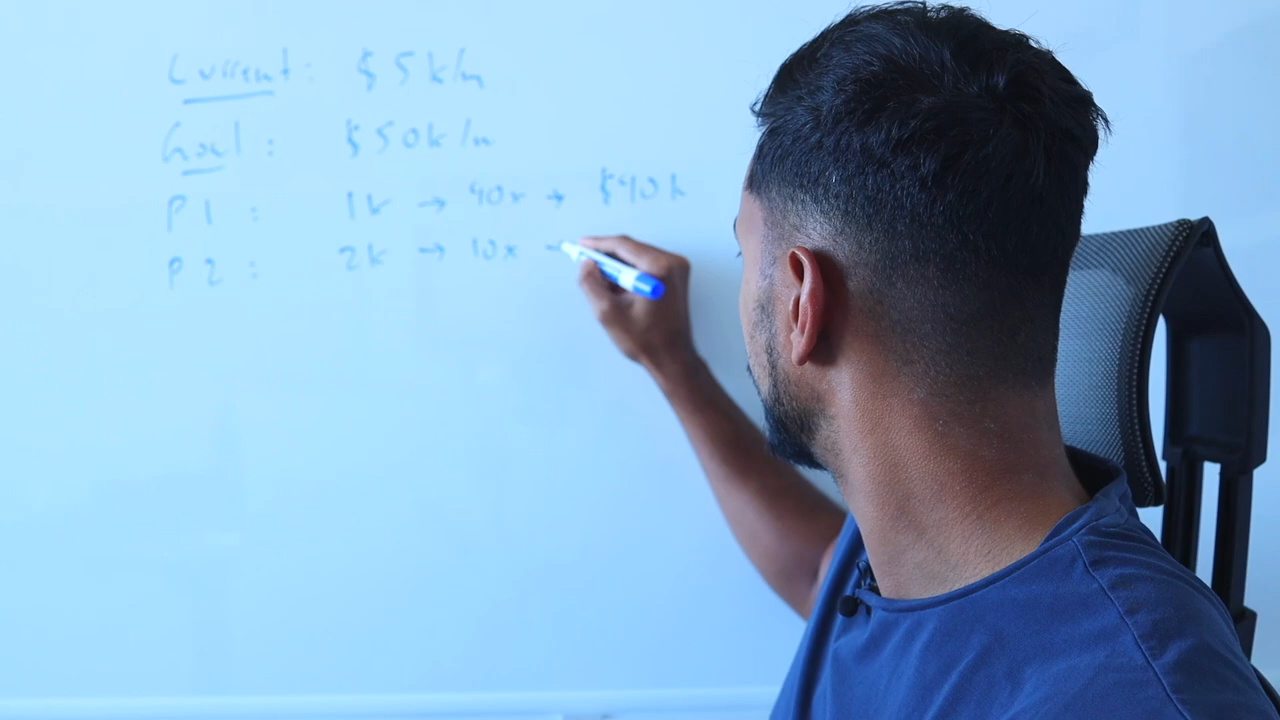 Current: $5k/m
Goal: $50k/m
P1: 1k → 40x → $40k
P2: 2k → 10x →